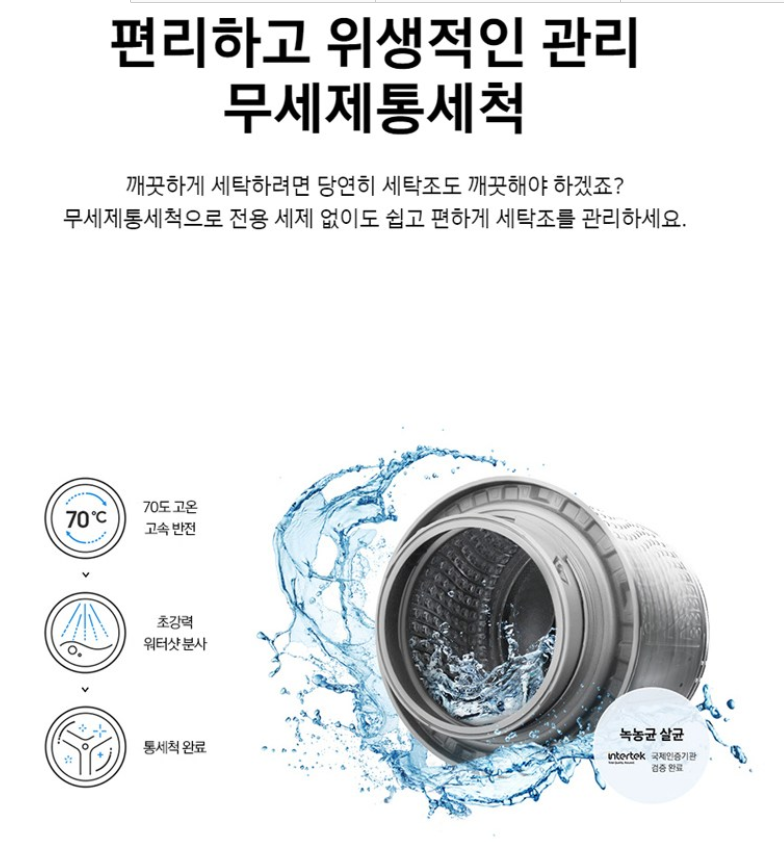 편리하고 위생적인 관리
무세제통세척
깨끗하게 세탁하려면 당연히 세탁조도 깨끗해야 하겠죠?
무세제통세척으로 전용 세제 없이도 쉽고 편하게 세탁조를 관리하세요.
70℃
70도 고온
고속 반전
초강력
워터샷 분사
통세척 완료
녹농균 살균
intertek 국제인증기관
검증 완료